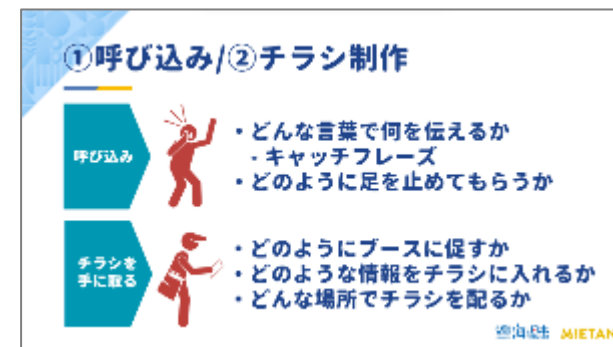 ①呼び込み/②チラシ制作
呼び込み
・どんな言葉で何を伝えるか
- キャッチフレーズ
・どのように足を止めてもらうか
チラシを
手に取る
・どのようにブースに促すか
・どのような情報をチラシに入れるか
・どんな場所でチラシを配るか
MIETAN